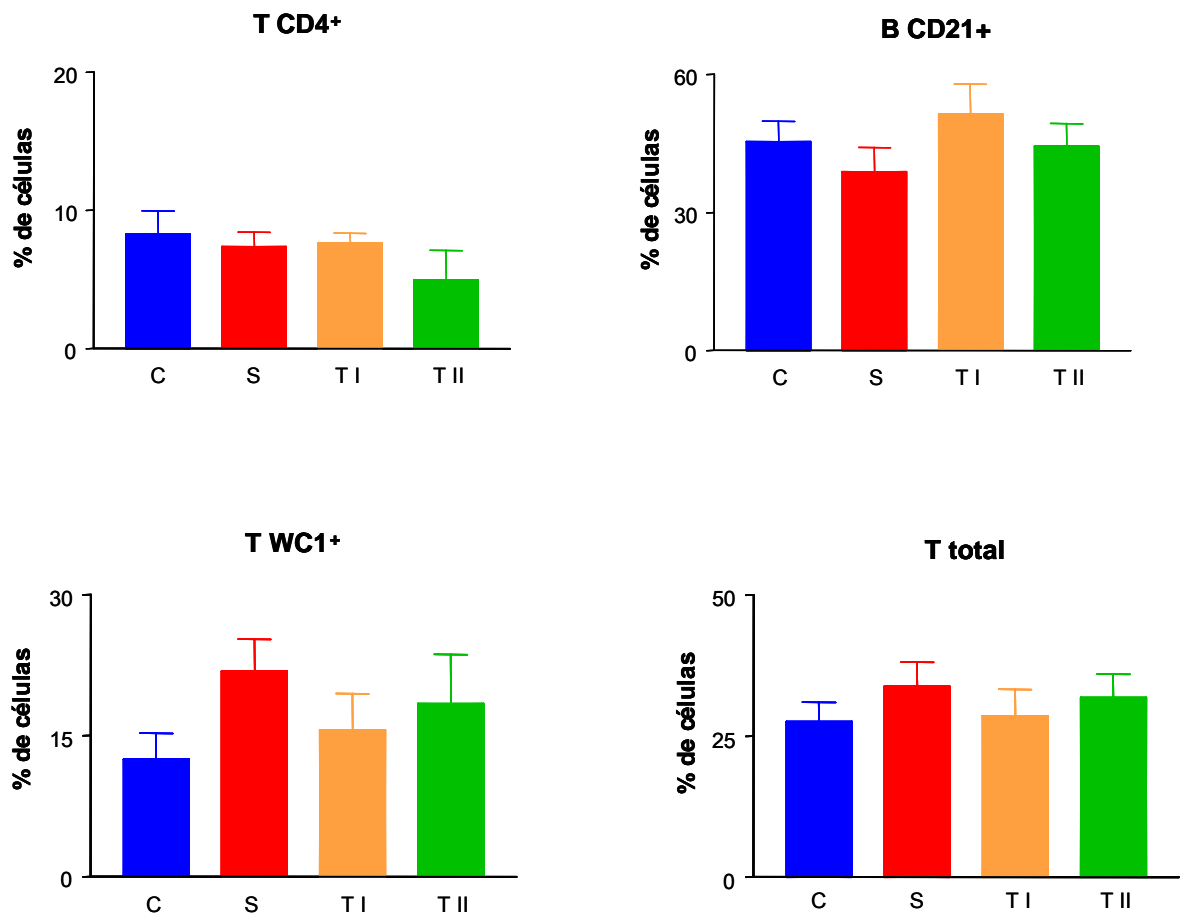 T CD4+
% de células
20
10
0
C S T I T II
B CD21+
% de células
60
30
0
C S T I T II
T WC1+
% de células
30
15
0
C S T I T II
T total
% de células
50
25
0
C S T I T II